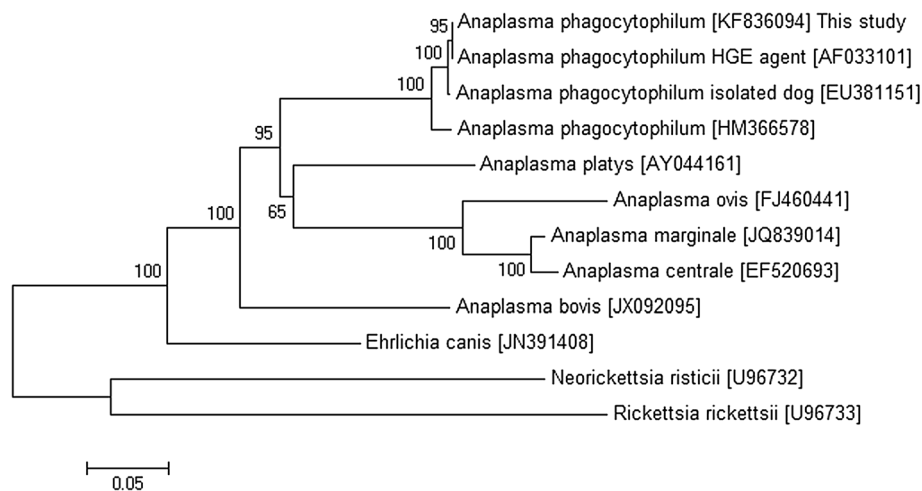 95 Anaplasma phagocytophilum [KF836094] This study
100 Anaplasma phagocytophilum HGE agent [AF033101]
100 Anaplasma phagocytophilum isolated dog [EU381151]
Anaplasma phagocytophilum [HM366578]
95
Anaplasma platys [AY044161]
Anaplasma ovis [FJ460441]
100 65
Anaplasma marginale [JQ839014]
100
100 Anaplasma centrale [EF520693]
100
Anaplasma bovis [JX092095]
Ehrlichia canis [JN391408]
Neorickettsia risticii [U96732]
Rickettsia rickettsii [U96733]
0.05